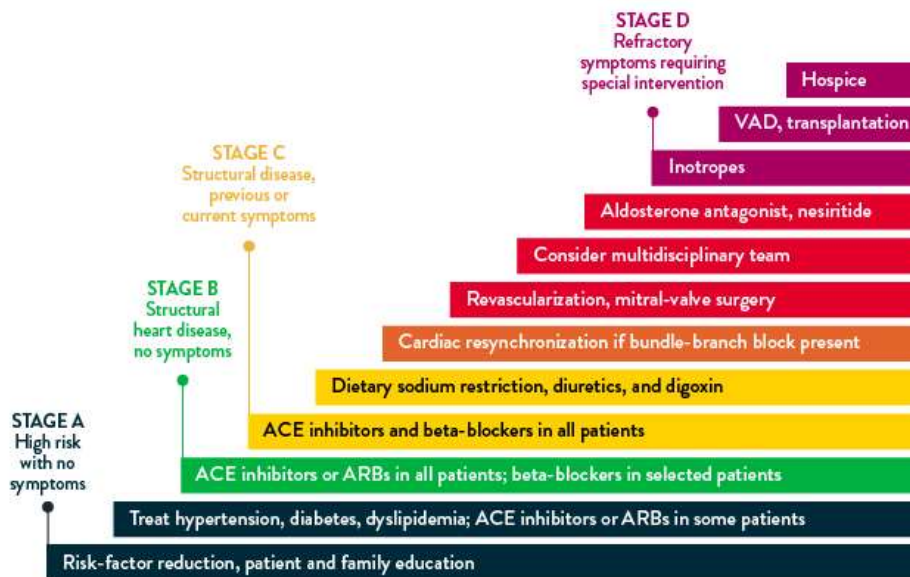 STAGE D
Refractory
symptoms requiring
special intervention
Hospice
VAD, transplantation
Inotropes
STAGE C
Structural disease,
previous or
current symptoms
Aldosterone antagonist, nesiritide
Consider multidisciplinary team
STAGE B
Structural
heart disease,
no symptoms
Revascularization, mitral-valve surgery
Cardiac resynchronization if bundle-branch block present
Dietary sodium restriction, diuretics, and digoxin
STAGE A
High risk
with no
symptoms
ACE inhibitors and beta-blockers in all patients
ACE inhibitors or ARBs in all patients; beta-blockers in selected patients
Treat hypertension, diabetes, dyslipidemia; ACE inhibitors or ARBs in some patients
Risk-factor reduction, patient and family education